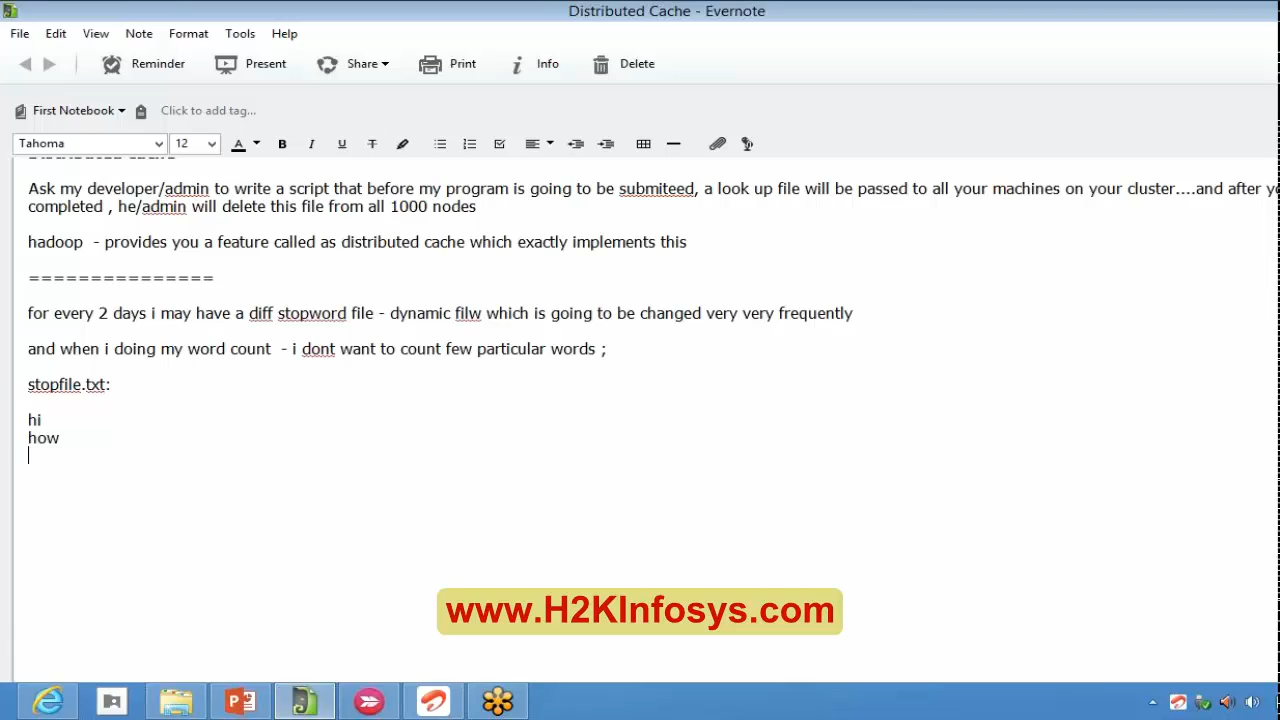 Distributed Cache - Evernote
File Edit View Note Format Tools Help
Reminder Present Share Print Info Delete
First Notebook Click to add tag...
Tahoma 12 A B I U T
Ask my developer/admin to write a script that before my program is going to be submiteed, a look up file will be passed to all your machines on your cluster....and after
completed , he/admin will delete this file from all 1000 nodes
hadoop - provides you a feature called as distributed cache which exactly implements this
===============
for every 2 days i may have a diff stopword file - dynamic filw which is going to be changed very very frequently
and when i doing my word count - i dont want to count few particular words ;
stopfile.txt:
hi
how
www.H2KInfosys.com